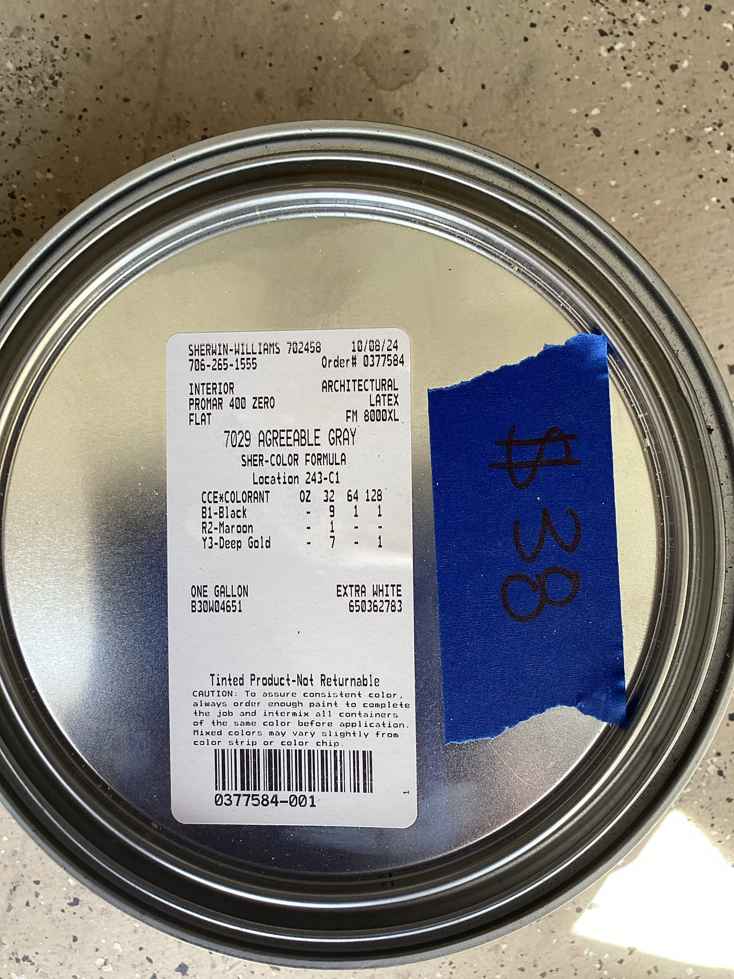 SHERWIN-WILLIAMS 702458 10/08/24
706-265-1555 Order# 0377584
INTERIOR ARCHITECTURAL
PROMAR 400 ZERO LATEX
FLAT FM 8000XL
7029 AGREEABLE GRAY
SHER-COLOR FORMULA
Location 243-C1
CCE*COLORANT OZ 32 64 128
B1-Black - 9 1 1
R2-Maroon - 1 - -
Y3-Deep Gold - 7 - 1
ONE GALLON EXTRA WHITE
B30W04651 650362783
Tinted Product-Not Returnable
CAUTION: To assure consistent color,
always order enough paint to complete
the job and intermix all containers
of the same color before application.
Mixed colors may vary slightly from
color strip or color chip.
0377584-001
1
$38